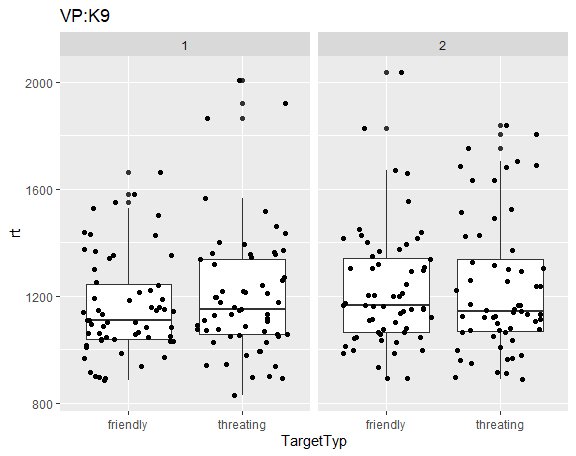 VP:K9
1 2
2000
1600
1200
800
rt
friendly threating friendly threating
TargetTyp